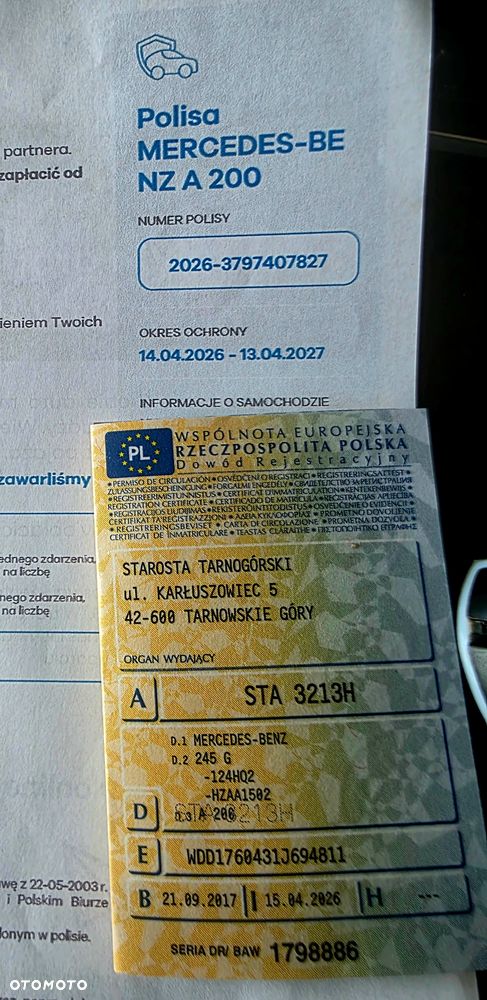 Polisa
MERCEDES-BE
NZ A 200
NUMER POLISY
2026-3797407827
OKRES OCHRONY
14.04.2026 - 13.04.2027
INFORMACJE O SAMOCHODZIE
partnera.
zapłacić od
ieniem Twoich
zawarliśmy
ednego zdarzenia,
na liczbę
nego zdarzenia,
na liczbę
wę z 22-05-2003 r.
i Polskim Biurze
onym w polisie.
PL
WSPÓLNOTA EUROPEJSKA
RZECZPOSPOLITA POLSKA
Dowód Rejestracyjny
STAROSTA TARNOGÓRSKI
ul. KARŁUSZOWIEC 5
42-600 TARNOWSKIE GÓRY
ORGAN WYDAJĄCY
A STA 3213H
D.1 MERCEDES-BENZ
D.2 245 G
-124HQ2
-HZAA1502
D D.3 A 200
STA 3213H
E WDD1760431J694811
B 21.09.2017 I 15.04.2026 H ---
SERIA DR/ BAW 1798886
OTOMOTO